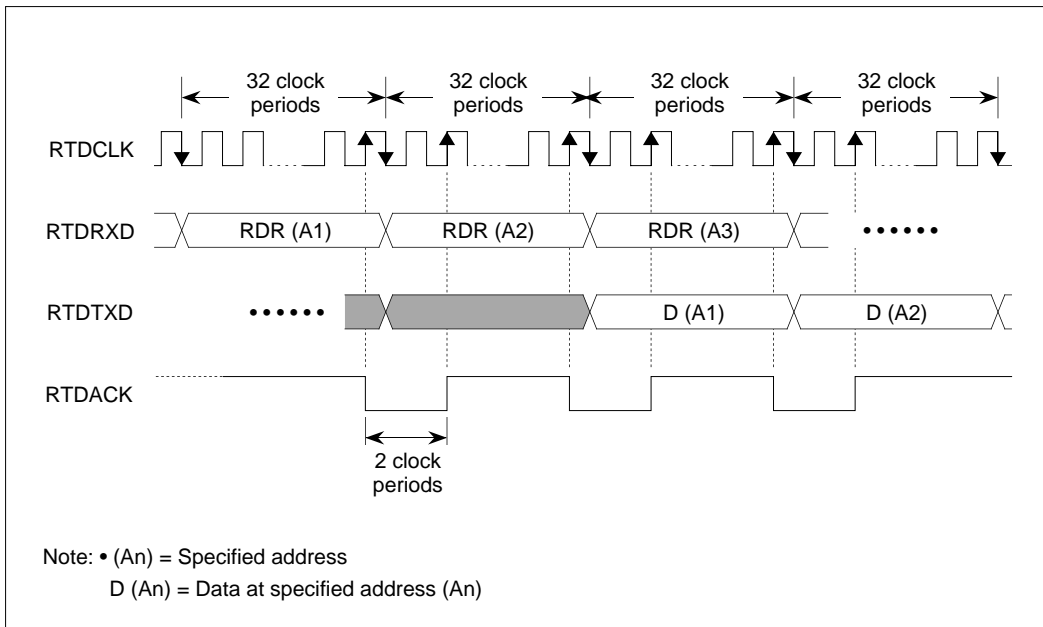 32 clock
periods
32 clock
periods
32 clock
periods
32 clock
periods
RTDCLK
RTDRXD
RDR (A1)
RDR (A2)
RDR (A3)
••••••
RTDTXD
••••••
D (A1)
D (A2)
RTDACK
2 clock
periods
Note: • (An) = Specified address
D (An) = Data at specified address (An)